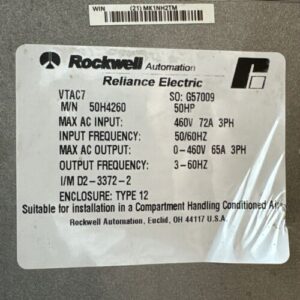 WIN (21) MK1NH2TM
Rockwell Automation
Reliance Electric
VTAC7 SO: G57009
M/N 50H4260 50HP
MAX AC INPUT: 460V 72A 3PH
INPUT FREQUENCY: 50/60HZ
MAX AC OUTPUT: 0-460V 65A 3PH
OUTPUT FREQUENCY: 3-60HZ
I/M D2-3372-2
ENCLOSURE: TYPE 12
Suitable for installation in a Compartment Handling Conditioned Air
Rockwell Automation, Euclid, OH 44117 U.S.A.